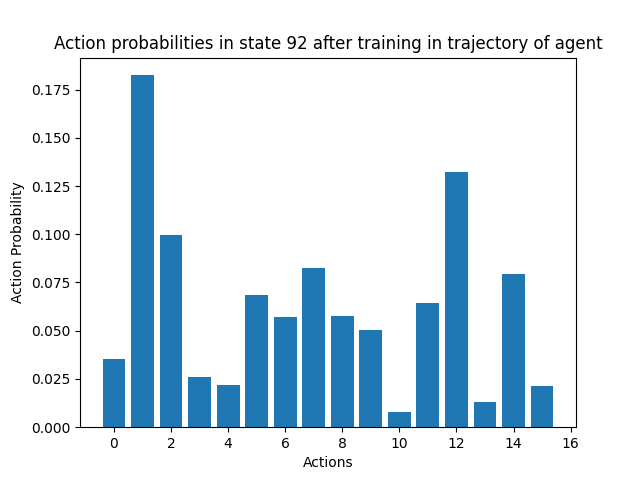 Action probabilities in state 92 after training in trajectory of agent
0.175
0.150
0.125
0.100
0.075
0.050
0.025
0.000
Action Probability
0 2 4 6 8 10 12 14 16
Actions